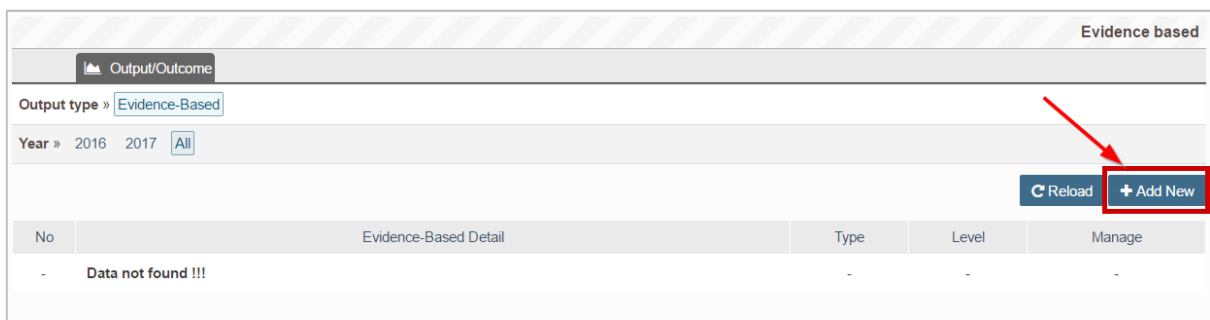 Evidence based
Output/Outcome
Output type » Evidence-Based
Year » 2016 2017 All
Reload + Add New
No Evidence-Based Detail Type Level Manage
- Data not found !!! - - -